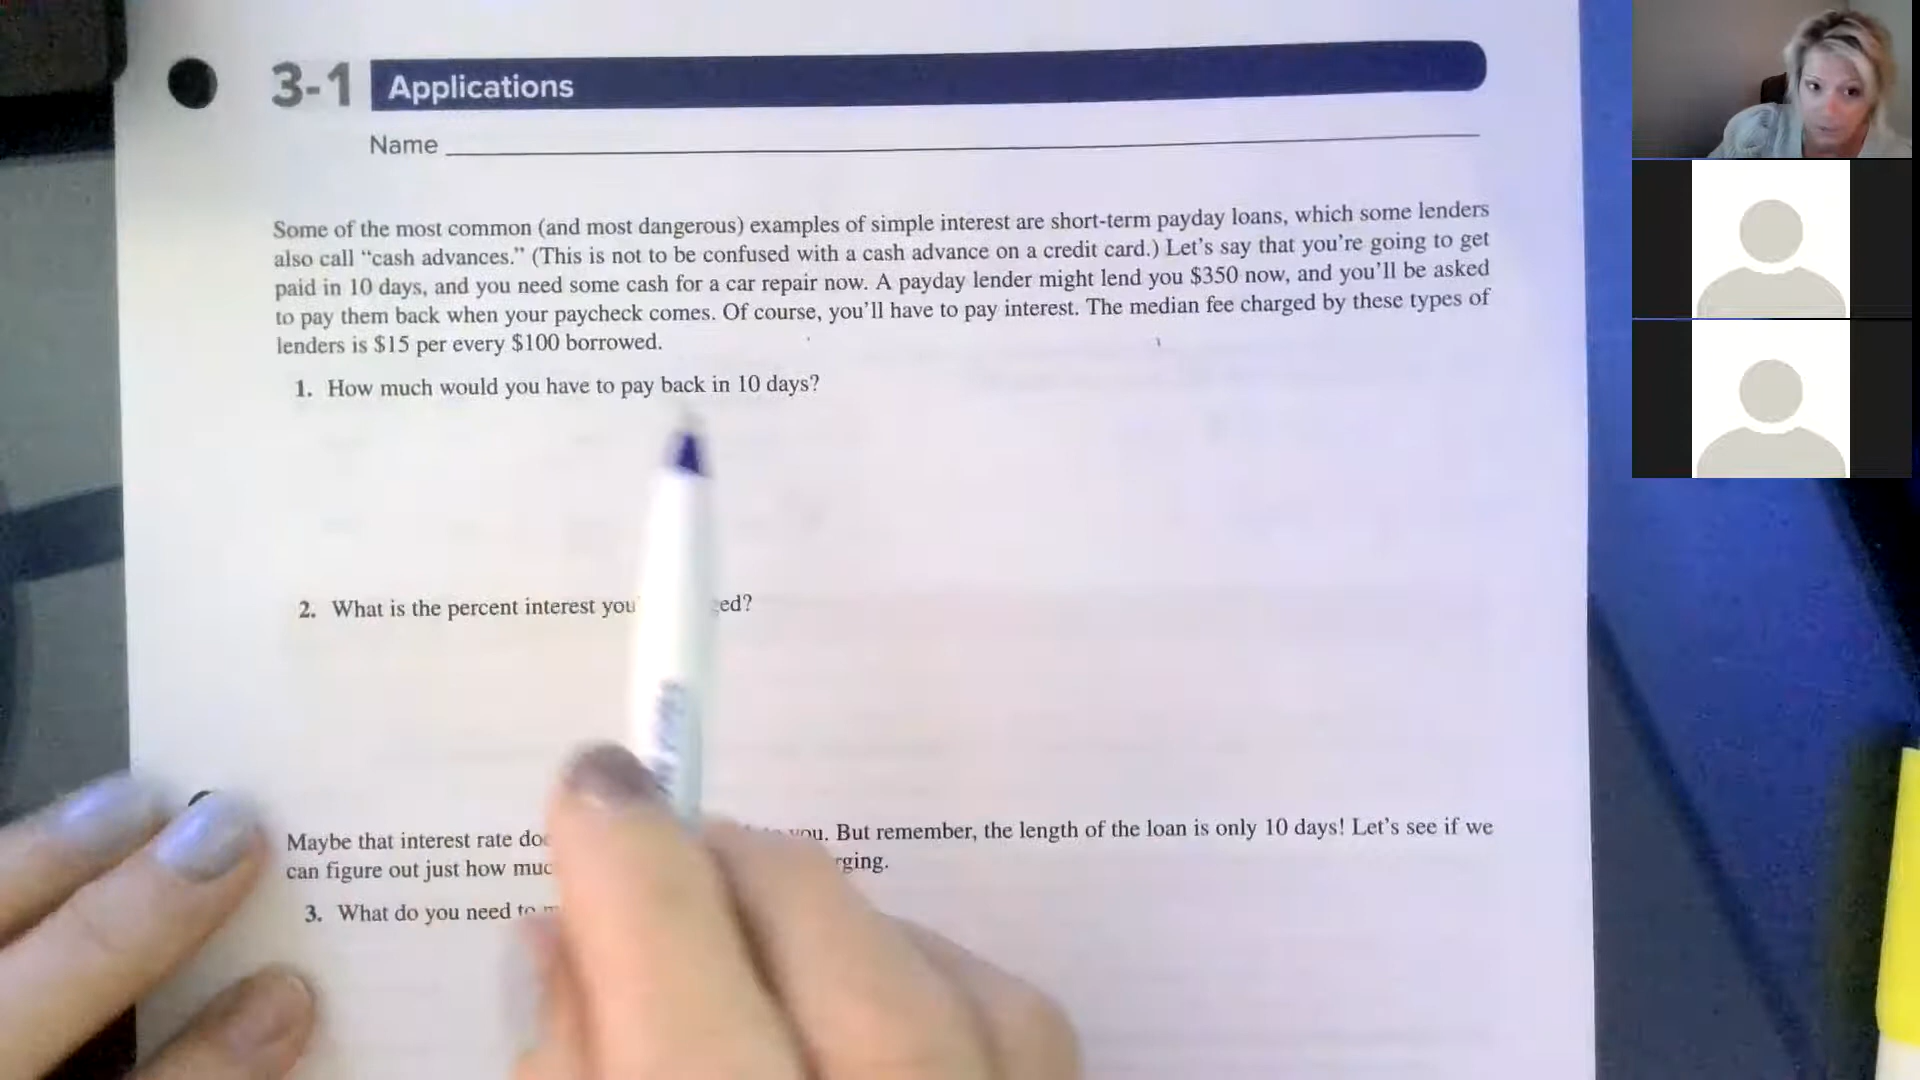 3-1 Applications
Name
Some of the most common (and most dangerous) examples of simple interest are short-term payday loans, which some lenders
also call “cash advances.” (This is not to be confused with a cash advance on a credit card.) Let’s say that you’re going to get
paid in 10 days, and you need some cash for a car repair now. A payday lender might lend you $350 now, and you’ll be asked
to pay them back when your paycheck comes. Of course, you’ll have to pay interest. The median fee charged by these types of
lenders is $15 per every $100 borrowed.
1. How much would you have to pay back in 10 days?
2. What is the percent interest you
Maybe that interest rate you. But remember, the length of the loan is only 10 days! Let’s see if we
can figure out just how
3. What do you need to